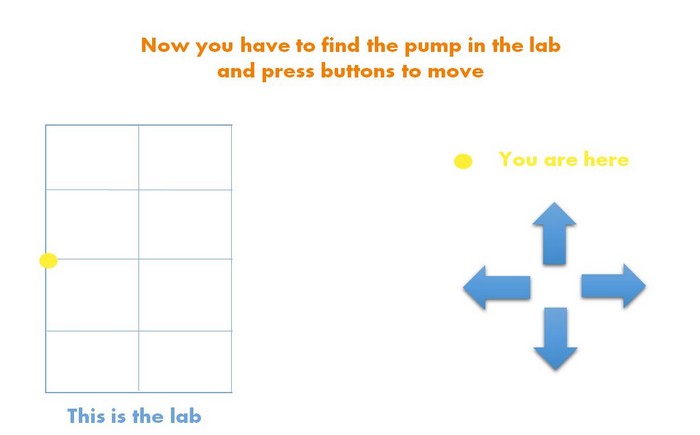 Now you have to find the pump in the lab
and press buttons to move
You are here
This is the lab